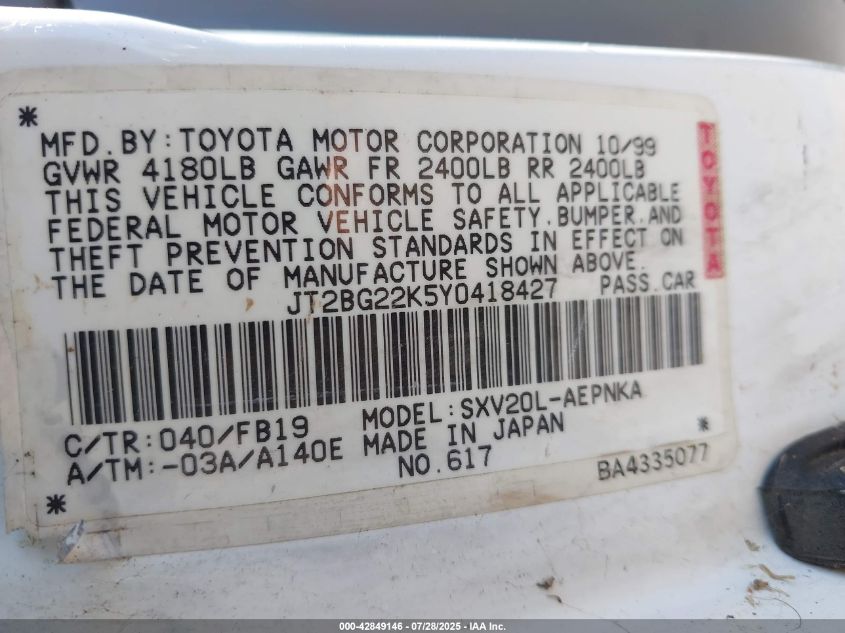 *
MFD.BY:TOYOTA MOTOR CORPORATION 10/99
GVWR 4180LB GAWR FR 2400LB RR 2400LB
THIS VEHICLE CONFORMS TO ALL APPLICABLE
FEDERAL MOTOR VEHICLE SAFETY,BUMPER,AND
THEFT PREVENTION STANDARDS IN EFFECT ON
THE DATE OF MANUFACTURE SHOWN ABOVE.
JT2BG22K5Y0418427 PASS.CAR
TOYOTA
C/TR:040/FB19 MODEL:SXV20L-AEPNKA
A/TM:-03A/A140E MADE IN JAPAN *
NO.617 BA4335077
*
000-42849146 - 07/28/2025 - IAA Inc.